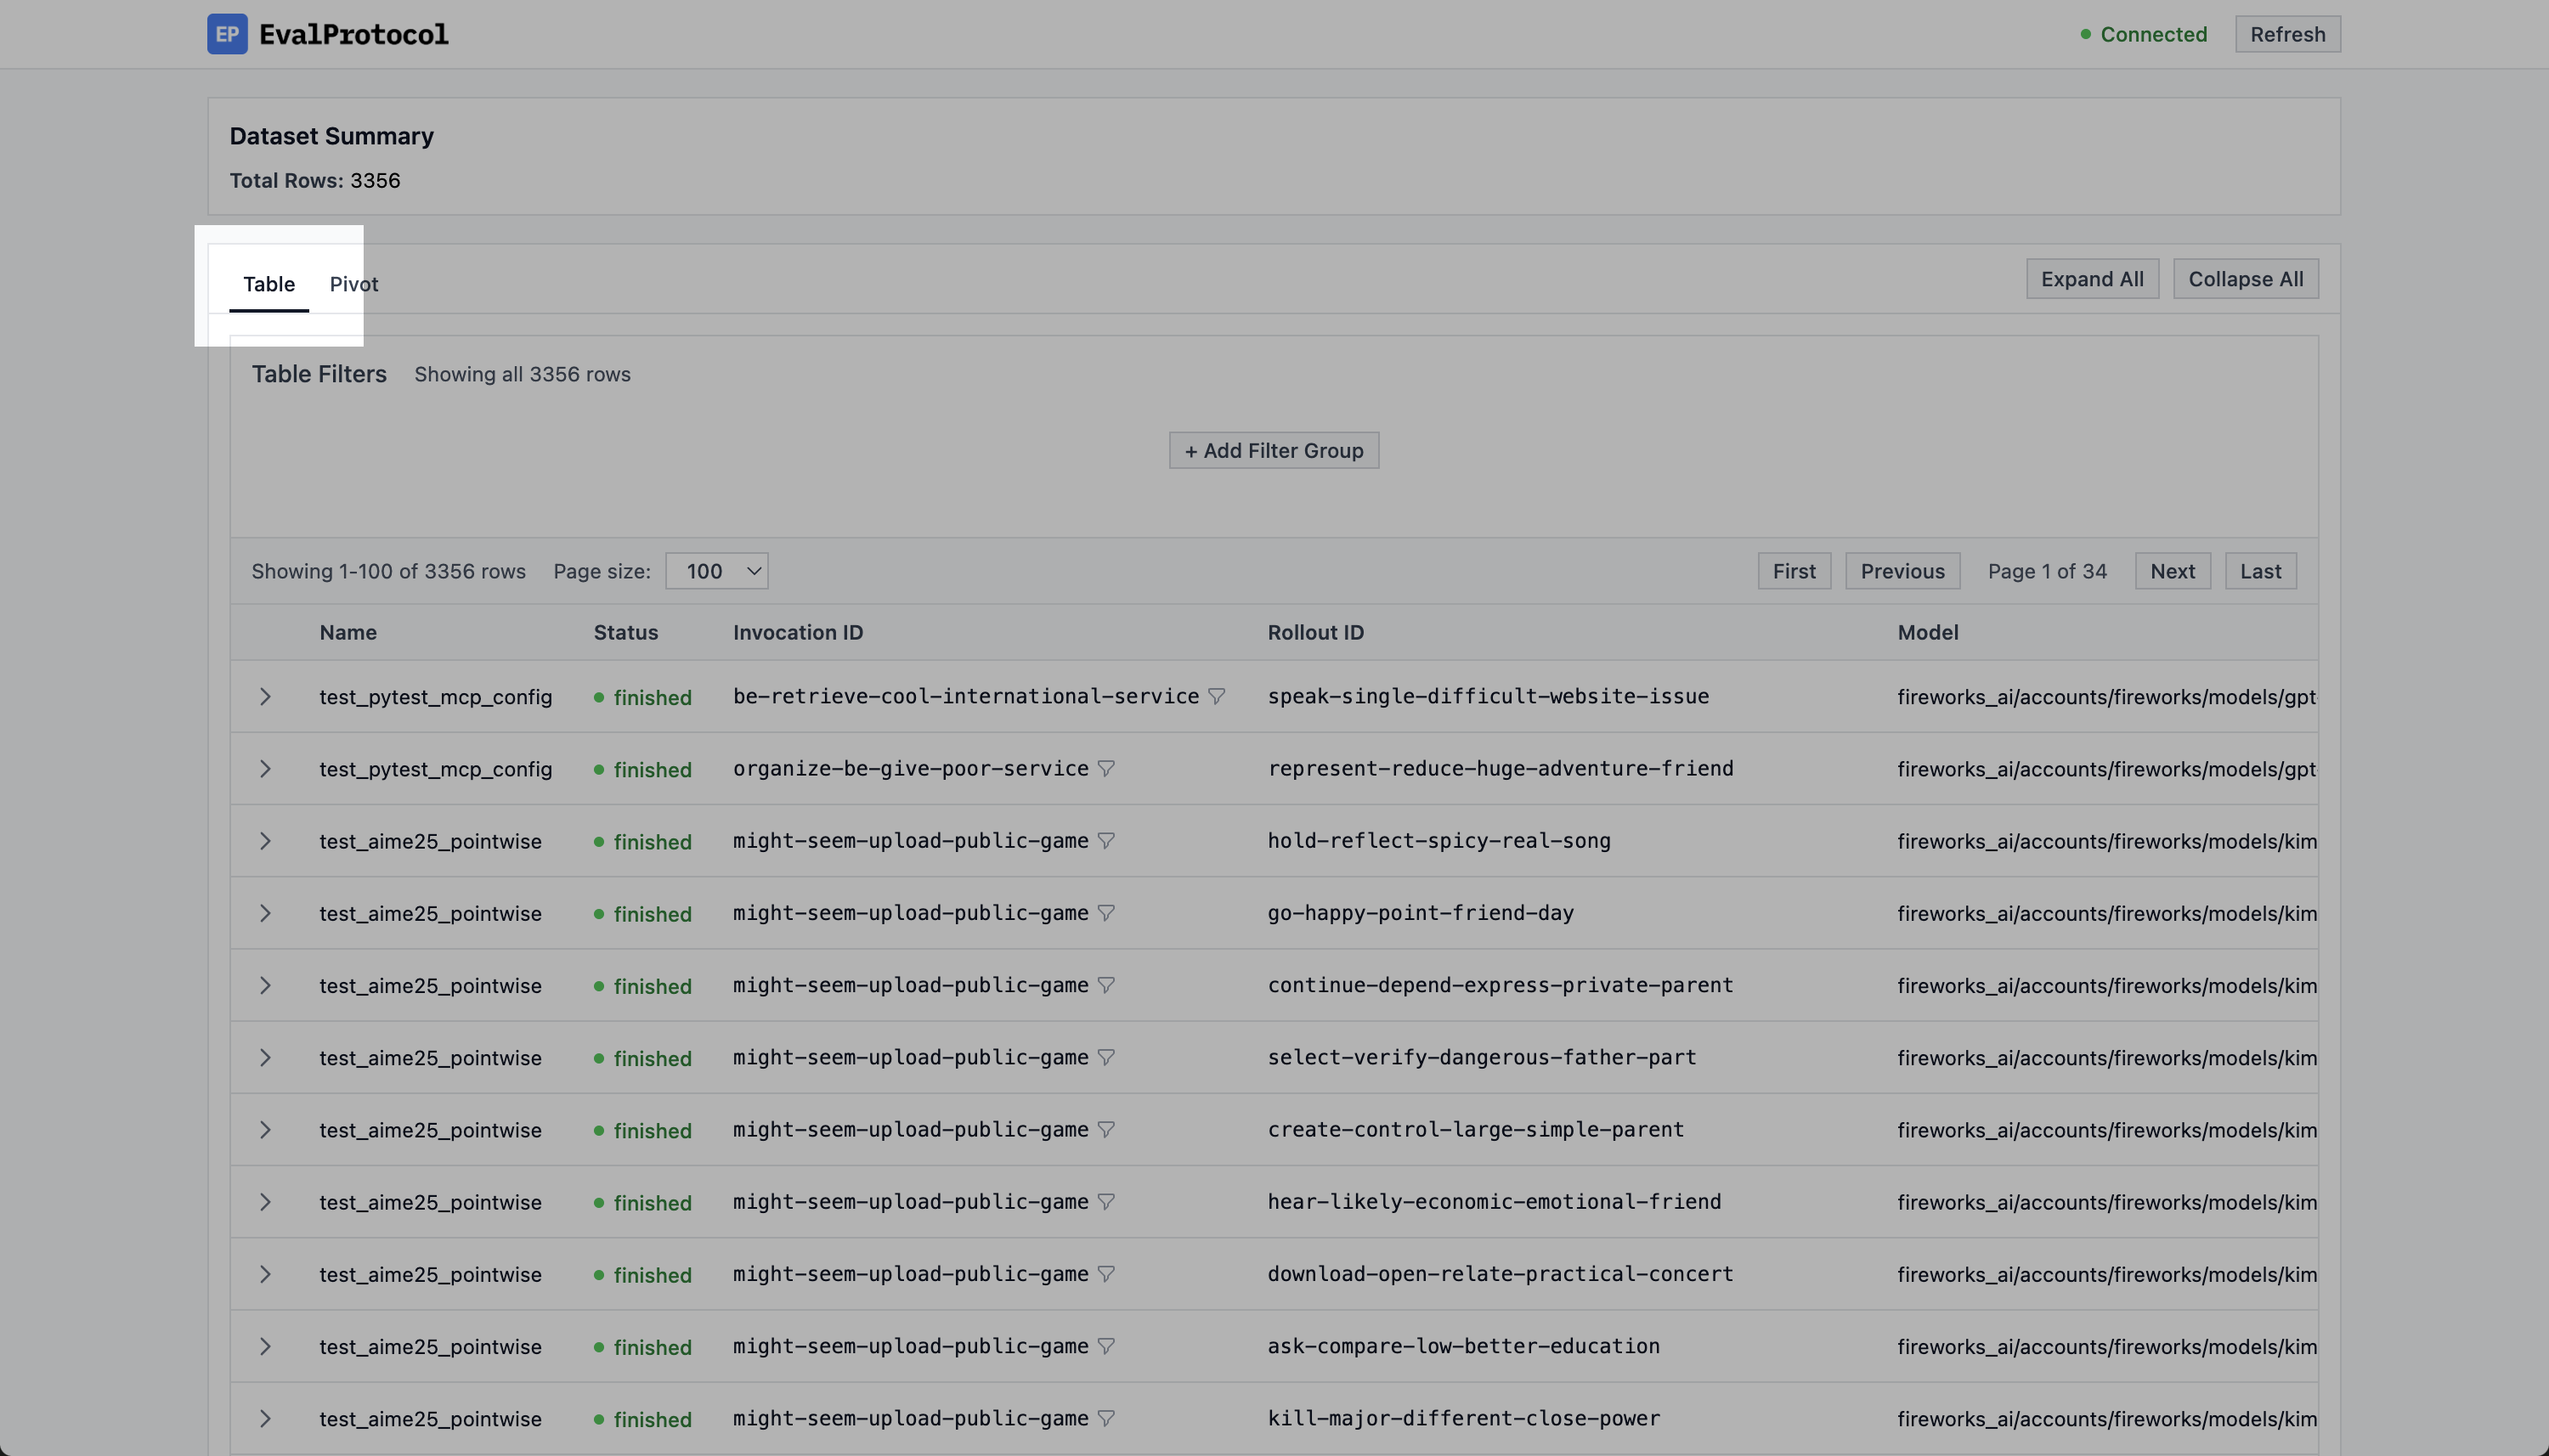 EP EvalProtocol
Connected Refresh
Dataset Summary
Total Rows: 3356
Table Pivot Expand All Collapse All
Table Filters Showing all 3356 rows
+ Add Filter Group
Showing 1-100 of 3356 rows Page size: 100 First Previous Page 1 of 34 Next Last
Name Status Invocation ID Rollout ID Model
test_pytest_mcp_config finished be-retrieve-cool-international-service speak-single-difficult-website-issue fireworks_ai/accounts/fireworks/models/gpt-
test_pytest_mcp_config finished organize-be-give-poor-service represent-reduce-huge-adventure-friend fireworks_ai/accounts/fireworks/models/gpt-
test_aime25_pointwise finished might-seem-upload-public-game hold-reflect-spicy-real-song fireworks_ai/accounts/fireworks/models/kim
test_aime25_pointwise finished might-seem-upload-public-game go-happy-point-friend-day fireworks_ai/accounts/fireworks/models/kim
test_aime25_pointwise finished might-seem-upload-public-game continue-depend-express-private-parent fireworks_ai/accounts/fireworks/models/kim
test_aime25_pointwise finished might-seem-upload-public-game select-verify-dangerous-father-part fireworks_ai/accounts/fireworks/models/kim
test_aime25_pointwise finished might-seem-upload-public-game create-control-large-simple-parent fireworks_ai/accounts/fireworks/models/kim
test_aime25_pointwise finished might-seem-upload-public-game hear-likely-economic-emotional-friend fireworks_ai/accounts/fireworks/models/kim
test_aime25_pointwise finished might-seem-upload-public-game download-open-relate-practical-concert fireworks_ai/accounts/fireworks/models/kim
test_aime25_pointwise finished might-seem-upload-public-game ask-compare-low-better-education fireworks_ai/accounts/fireworks/models/kim
test_aime25_pointwise finished might-seem-upload-public-game kill-major-different-close-power fireworks_ai/accounts/fireworks/models/kim